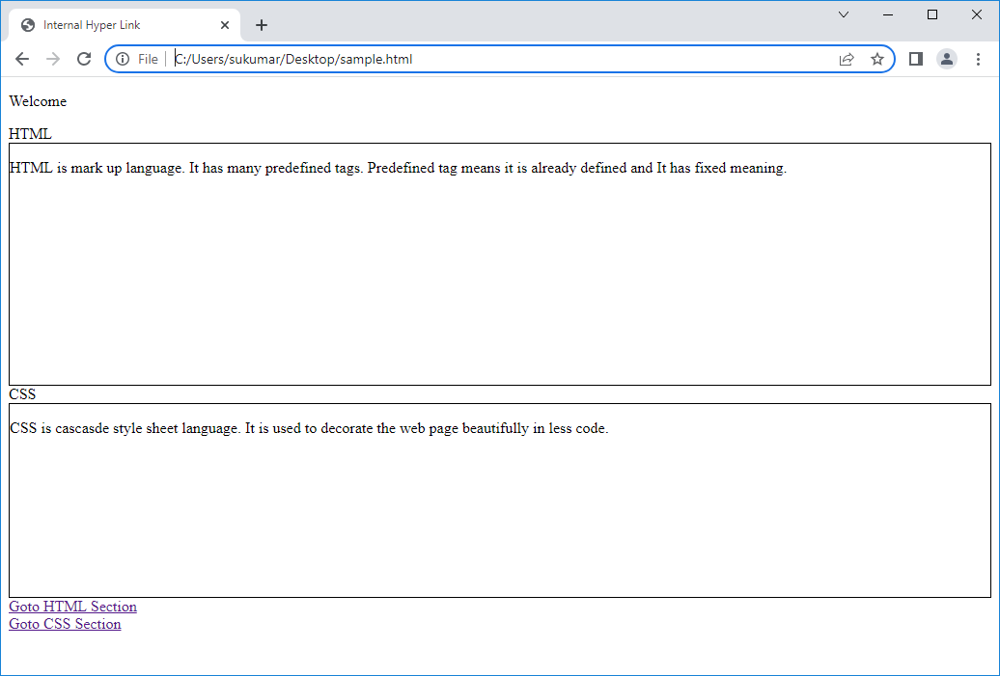 Internal Hyper Link
File
C:/Users/sukumar/Desktop/sample.html
Welcome
HTML
HTML is mark up language. It has many predefined tags. Predefined tag means it is already defined and It has fixed meaning.
CSS
CSS is cascasde style sheet language. It is used to decorate the web page beautifully in less code.
Goto HTML Section
Goto CSS Section